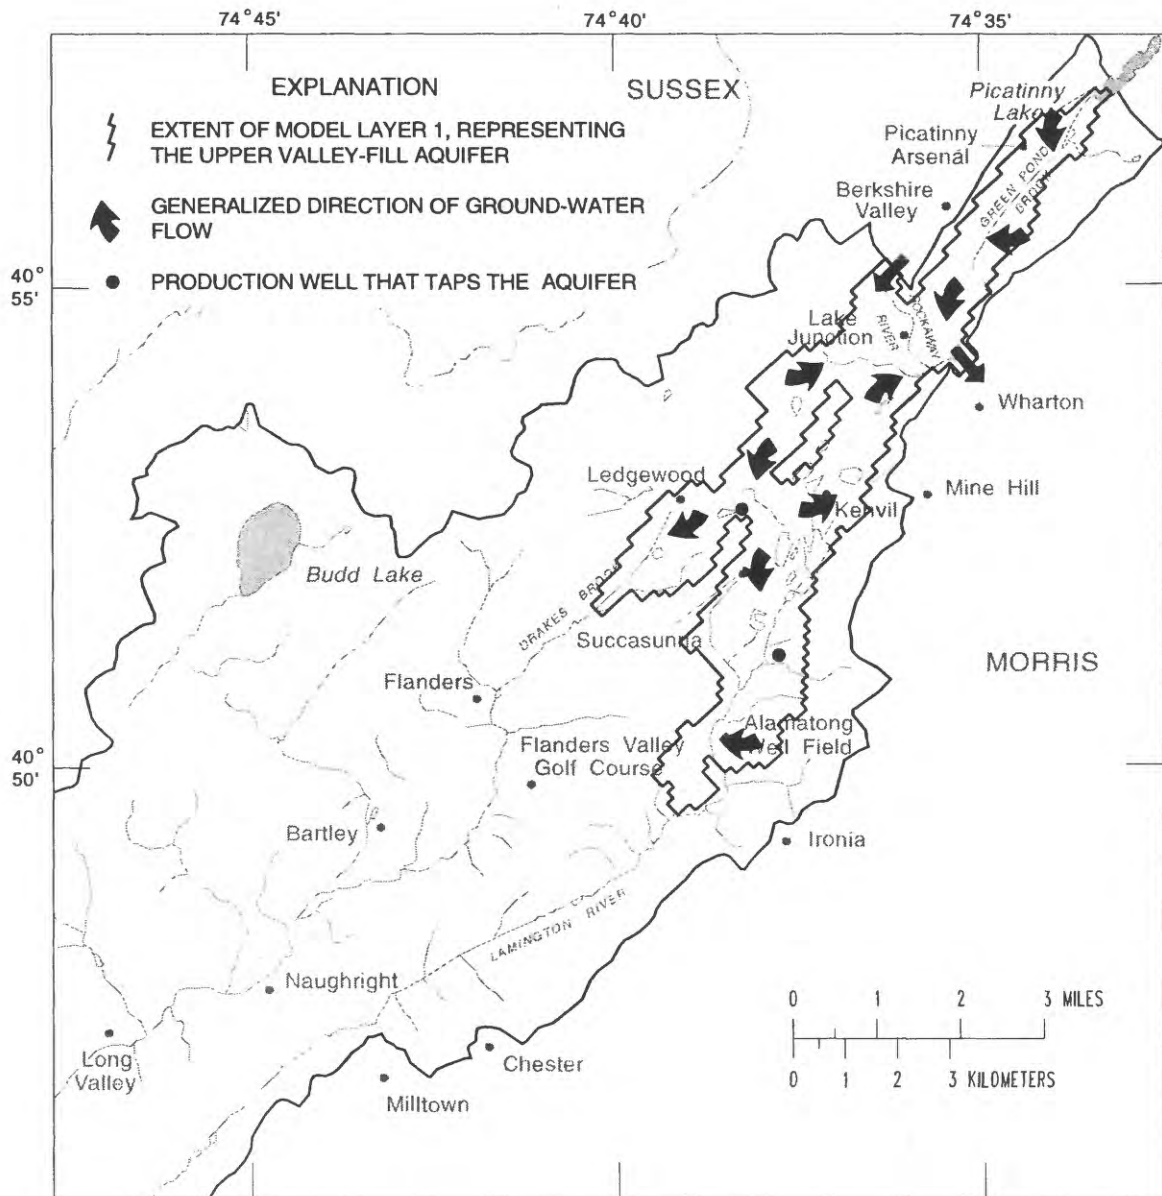 74°45'
74°40'
74°35'
EXPLANATION
EXTENT OF MODEL LAYER 1, REPRESENTING
THE UPPER VALLEY-FILL AQUIFER
GENERALIZED DIRECTION OF GROUND-WATER
FLOW
PRODUCTION WELL THAT TAPS THE AQUIFER
SUSSEX
Picatinny
Lake
Picatinny
Arsenal
GREEN POND
BROOK
Berkshire
Valley
40°
55'
Lake
Junction
RIVER
ROCKAWAY
Wharton
Ledgewood
Mine Hill
Kenvil
Budd Lake
DRAKES BROOK
Succasunna
MORRIS
Flanders
Alamatong
Well Field
Flanders Valley
Golf Course
40°
50'
Bartley
Ironia
LAMINGTON RIVER
Naughright
0 1 2 3 MILES
0 1 2 3 KILOMETERS
Long
Valley
Chester
Milltown